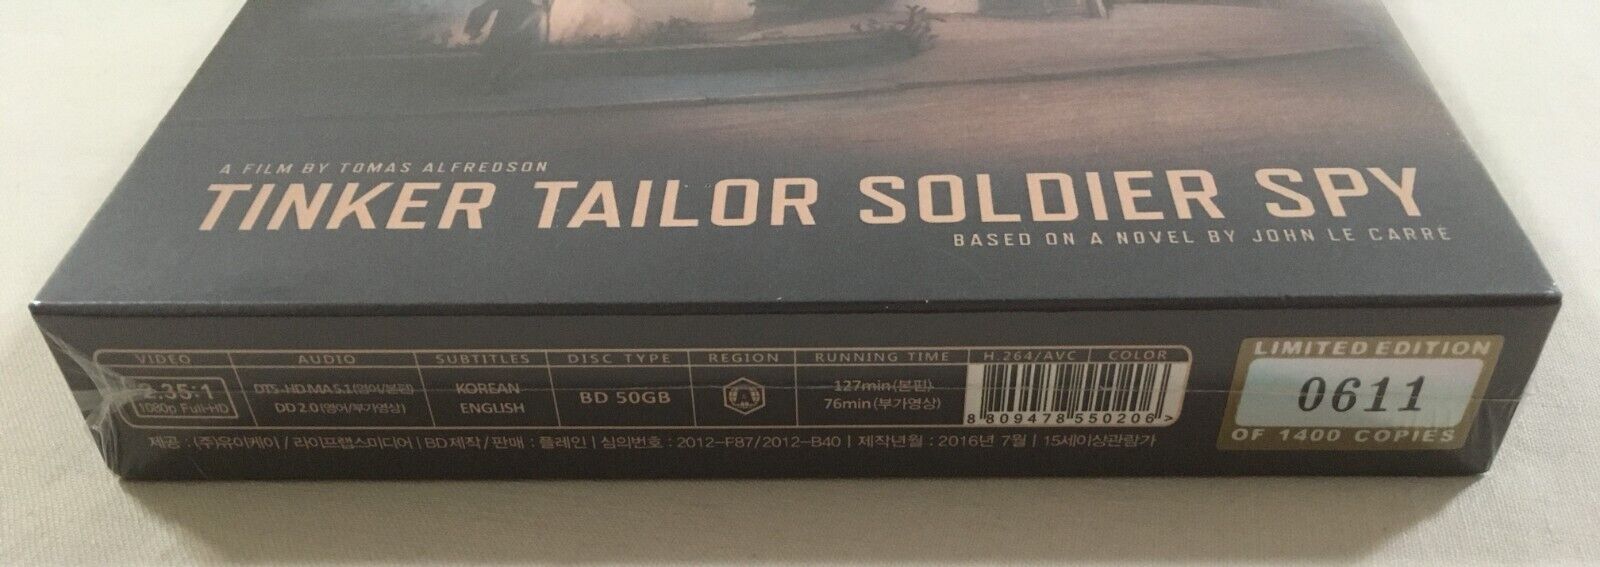 A FILM BY TOMAS ALFREDSON
TINKER TAILOR SOLDIER SPY
BASED ON A NOVEL BY JOHN LE CARRÉ
VIDEO AUDIO SUBTITLES DISC TYPE REGION RUNNING TIME H.264/AVC COLOR
2.35:1 DTS-HD.MA5.1(영어/본편) KOREAN BD 50GB A 127min(본편)
1080p Full-HD DD 2.0(영어/부가영상) ENGLISH 76min(부가영상)
8 809478 550206 >
제공 : (주)유이케이 / 라이프랩스미디어 | BD제작 / 판매 : 플레인 | 심의번호 : 2012-F87/2012-B40 | 제작년월 : 2016년 7월 | 15세이상관람가
LIMITED EDITION
0611
OF 1400 COPIES